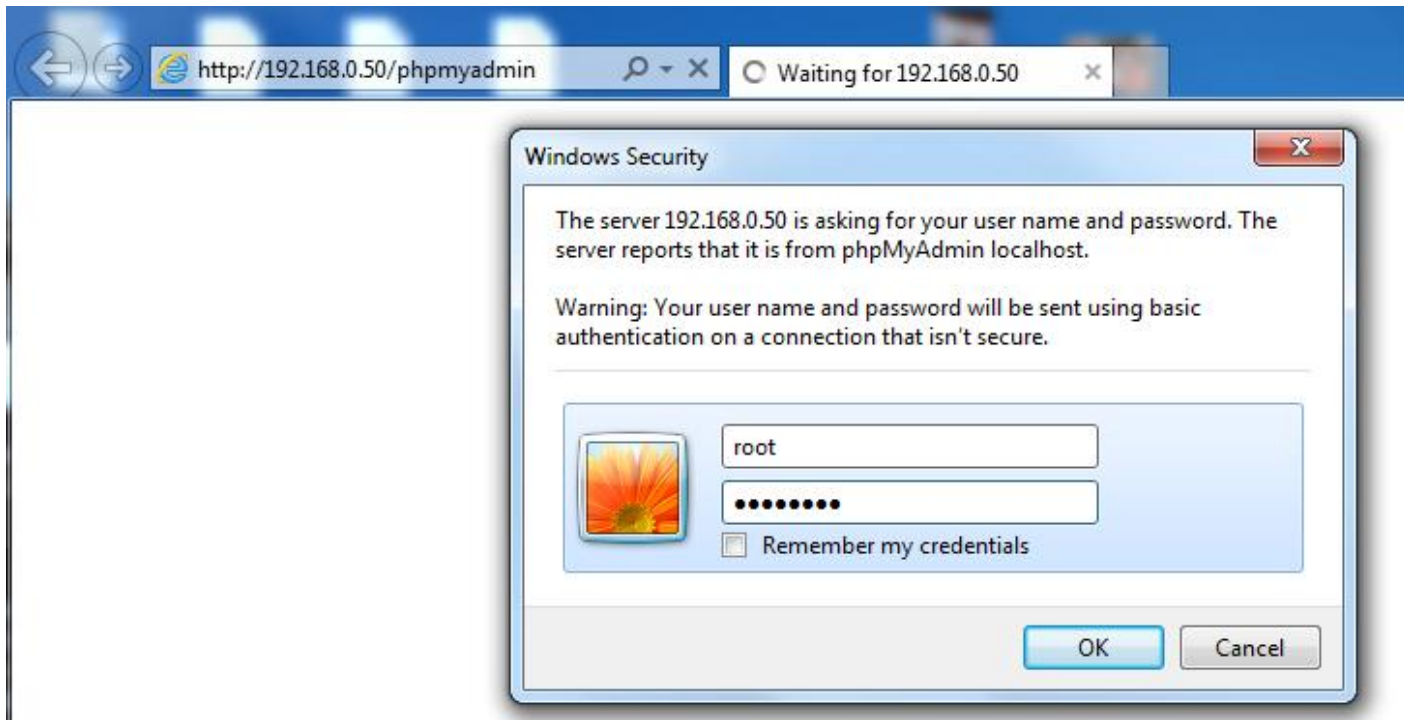 http://192.168.0.50/phpmyadmin
Waiting for 192.168.0.50
Windows Security
The server 192.168.0.50 is asking for your user name and password. The
server reports that it is from phpMyAdmin localhost.
Warning: Your user name and password will be sent using basic
authentication on a connection that isn't secure.
root
●●●●●●●●
Remember my credentials
OK
Cancel